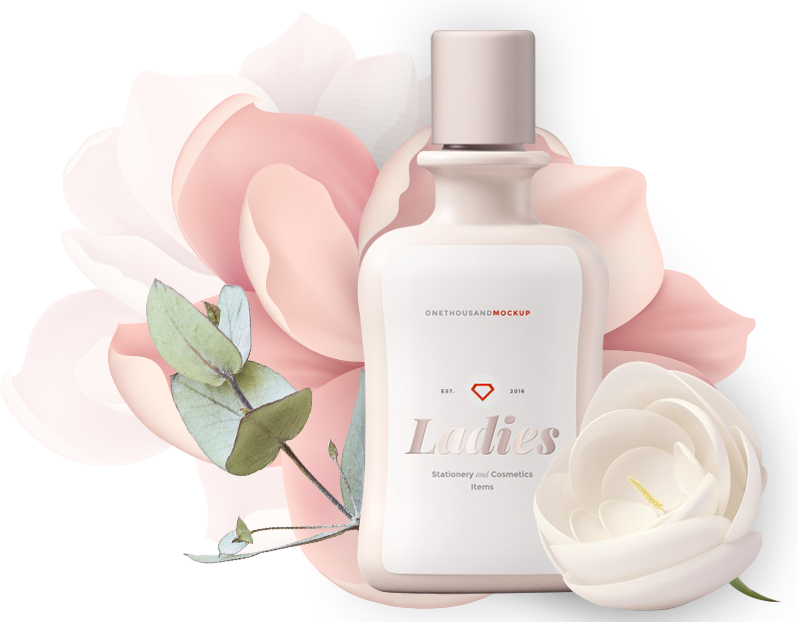 ONETHOUSANDMOCKUP
EST. 2016
Ladies
Stationery and Cosmetics
Items